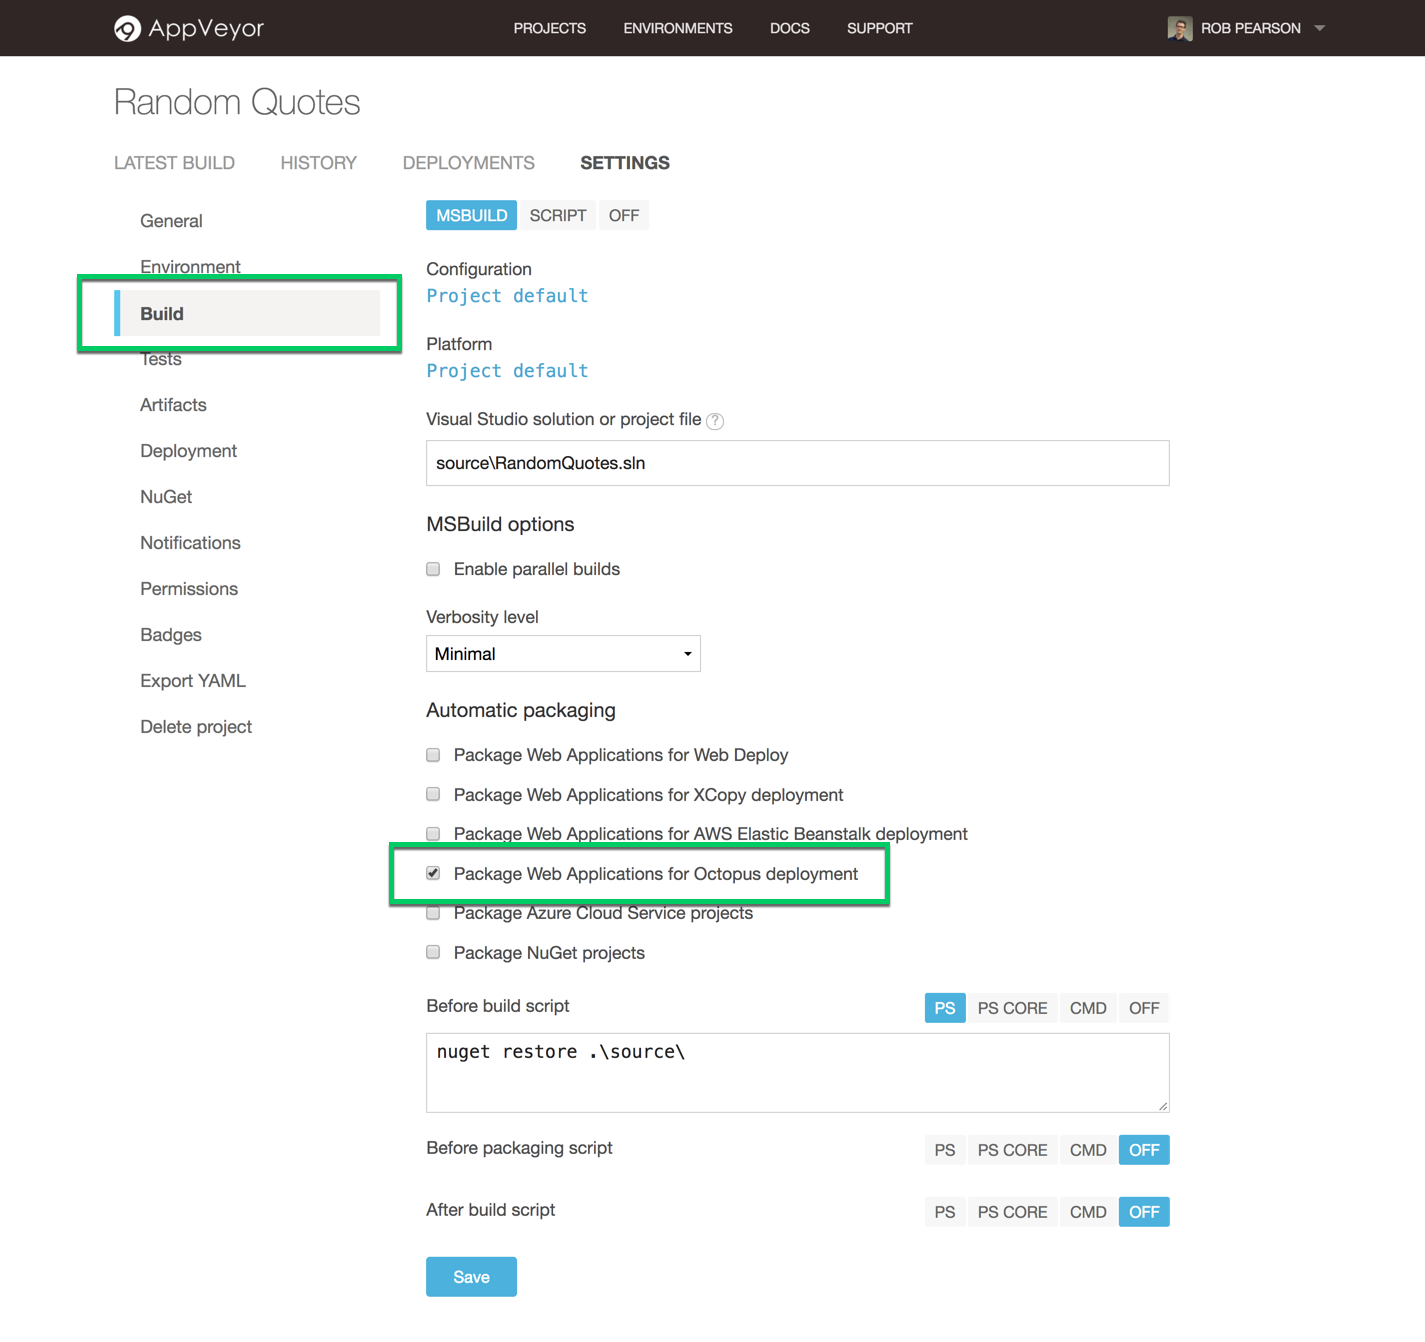 AppVeyor
PROJECTS ENVIRONMENTS DOCS SUPPORT
ROB PEARSON
Random Quotes
LATEST BUILD HISTORY DEPLOYMENTS SETTINGS
General
Environment
Build
Tests
Artifacts
Deployment
NuGet
Notifications
Permissions
Badges
Export YAML
Delete project
MSBUILD SCRIPT OFF
Configuration
Project default
Platform
Project default
Visual Studio solution or project file ?
source\RandomQuotes.sln
MSBuild options
Enable parallel builds
Verbosity level
Minimal
Automatic packaging
Package Web Applications for Web Deploy
Package Web Applications for XCopy deployment
Package Web Applications for AWS Elastic Beanstalk deployment
Package Web Applications for Octopus deployment
Package Azure Cloud Service projects
Package NuGet projects
Before build script PS PS CORE CMD OFF
nuget restore .\source\
Before packaging script PS PS CORE CMD OFF
After build script PS PS CORE CMD OFF
Save